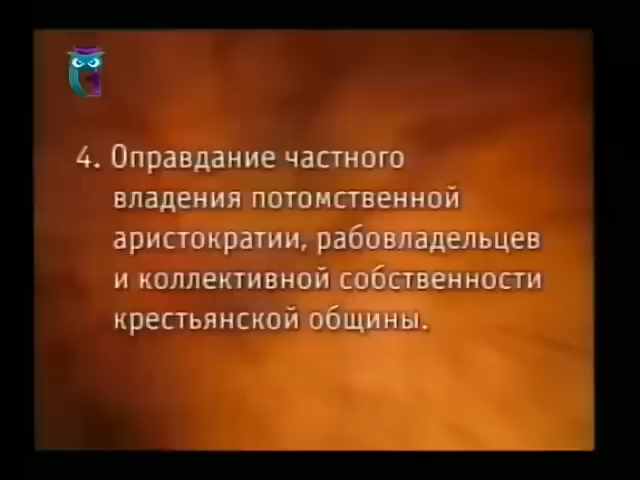 4. Оправдание частного
владения потомственной
аристократии, рабовладельцев
и коллективной собственности
крестьянской общины.